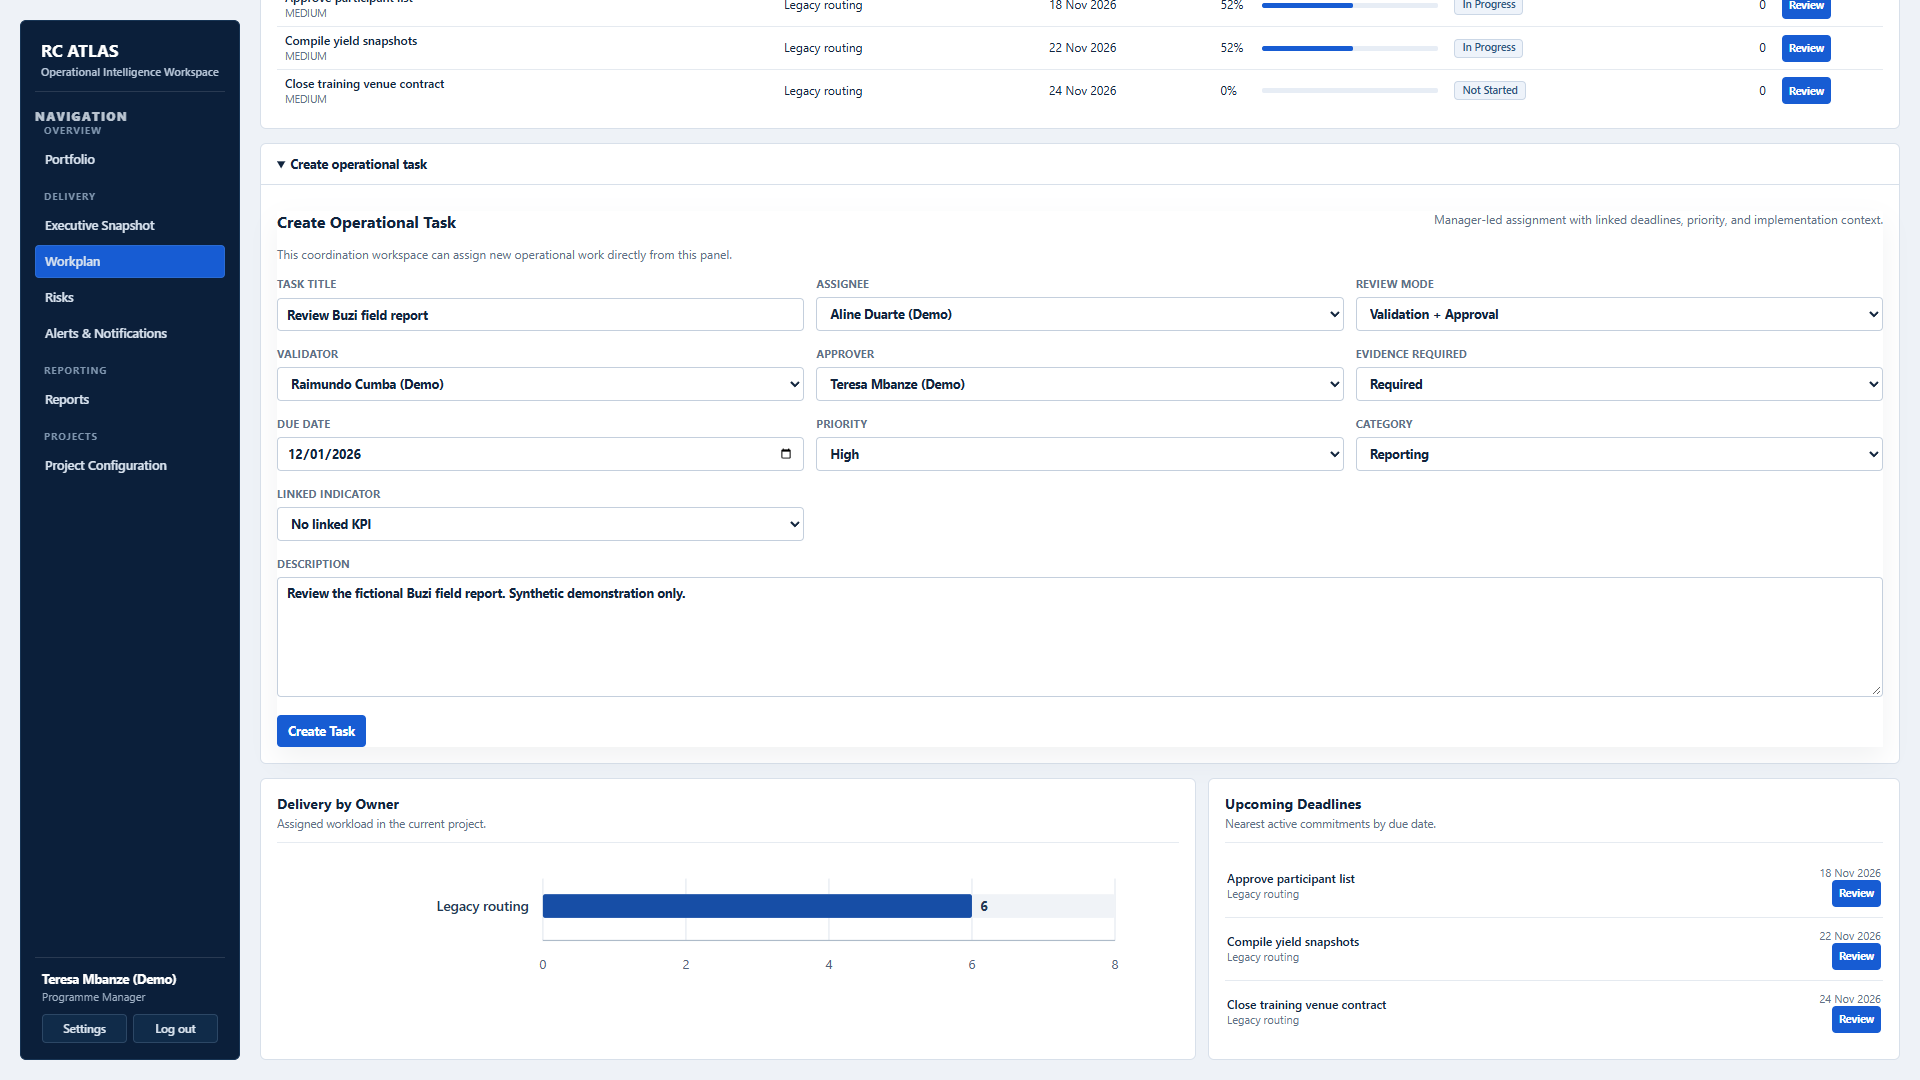 RC ATLAS
Operational Intelligence Workspace
NAVIGATION
OVERVIEW
Portfolio
DELIVERY
Executive Snapshot
Workplan
Risks
Alerts & Notifications
REPORTING
Reports
PROJECTS
Project Configuration
Teresa Mbanze (Demo)
Programme Manager
Settings Log out
Approve participant list
MEDIUM
Legacy routing 18 Nov 2026 52% In Progress 0 Review
Compile yield snapshots
MEDIUM
Legacy routing 22 Nov 2026 52% In Progress 0 Review
Close training venue contract
MEDIUM
Legacy routing 24 Nov 2026 0% Not Started 0 Review
▼ Create operational task
Create Operational Task
Manager-led assignment with linked deadlines, priority, and implementation context.
This coordination workspace can assign new operational work directly from this panel.
TASK TITLE ASSIGNEE REVIEW MODE
Review Buzi field report Aline Duarte (Demo) Validation + Approval
VALIDATOR APPROVER EVIDENCE REQUIRED
Raimundo Cumba (Demo) Teresa Mbanze (Demo) Required
DUE DATE PRIORITY CATEGORY
12/01/2026 High Reporting
LINKED INDICATOR
No linked KPI
DESCRIPTION
Review the fictional Buzi field report. Synthetic demonstration only.
Create Task
Delivery by Owner
Assigned workload in the current project.
Legacy routing 6
0 2 4 6 8
Upcoming Deadlines
Nearest active commitments by due date.
Approve participant list 18 Nov 2026
Legacy routing Review
Compile yield snapshots 22 Nov 2026
Legacy routing Review
Close training venue contract 24 Nov 2026
Legacy routing Review